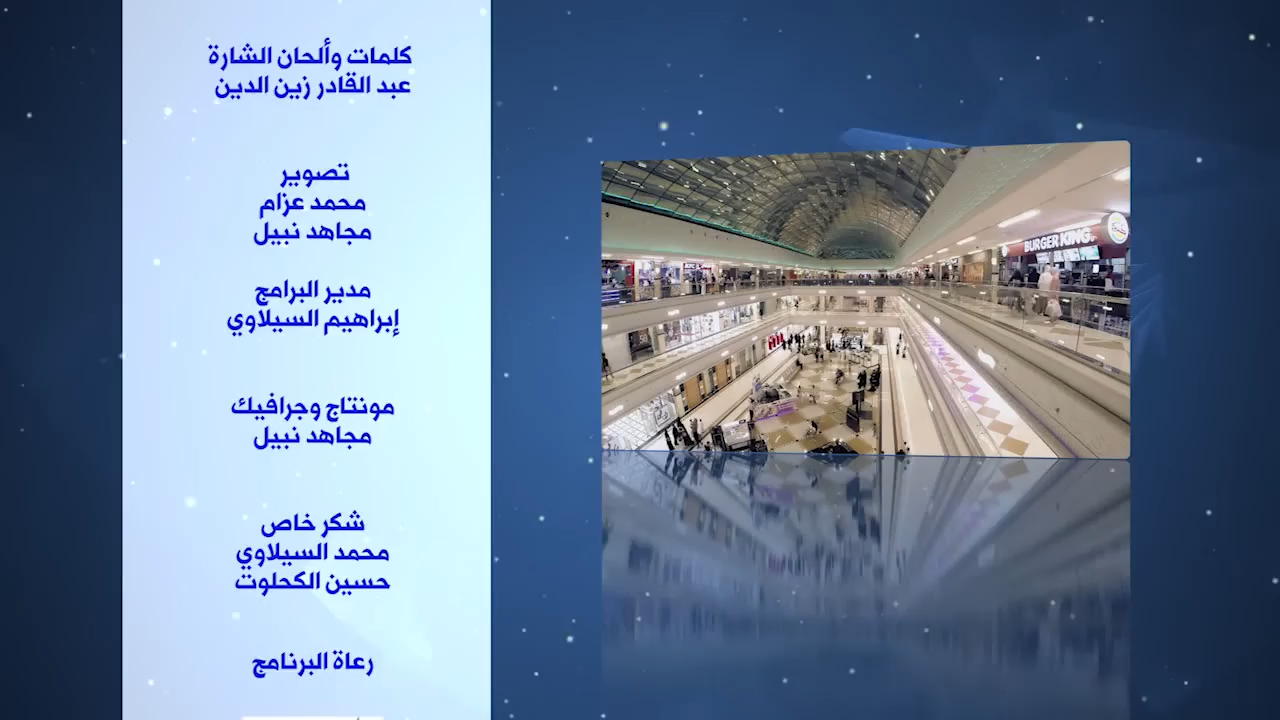 كلمات وألحان الشارة
عبد القادر زين الدين
تصوير
محمد عزام
مجاهد نبيل
مدير البرامج
إبراهيم السيلاوي
مونتاج وجرافيك
مجاهد نبيل
شكر خاص
محمد السيلاوي
حسين الكحلوت
رعاة البرنامج
BURGER KING